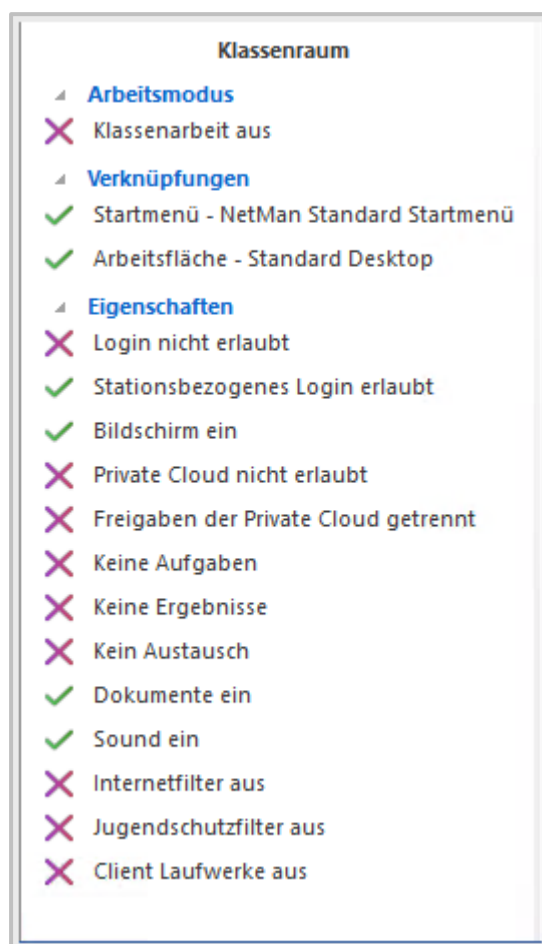 Klassenraum
Arbeitsmodus
Klassenarbeit aus
Verknüpfungen
Startmenü - NetMan Standard Startmenü
Arbeitsfläche - Standard Desktop
Eigenschaften
Login nicht erlaubt
Stationsbezogenes Login erlaubt
Bildschirm ein
Private Cloud nicht erlaubt
Freigaben der Private Cloud getrennt
Keine Aufgaben
Keine Ergebnisse
Kein Austausch
Dokumente ein
Sound ein
Internetfilter aus
Jugendschutzfilter aus
Client Laufwerke aus